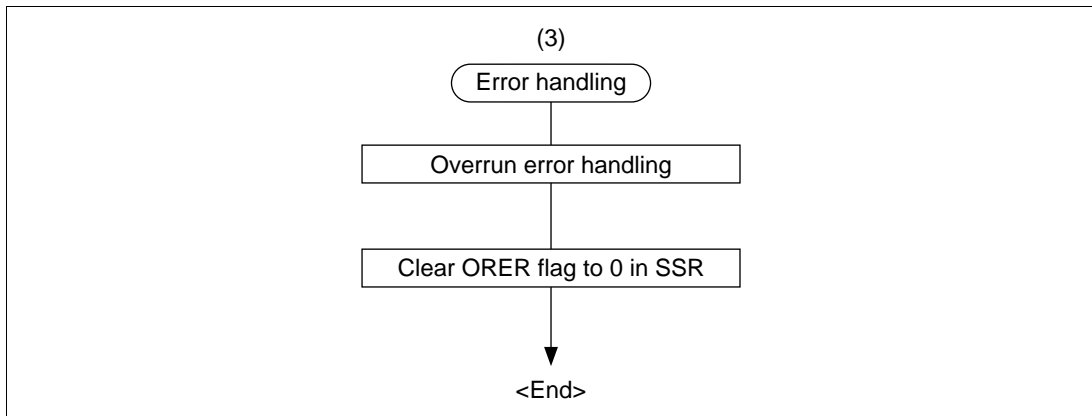 (3)
Error handling
Overrun error handling
Clear ORER flag to 0 in SSR
<End>